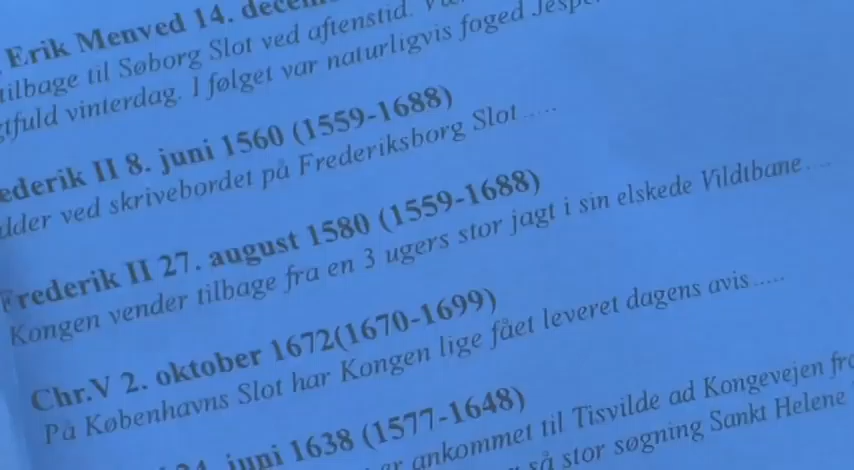 Erik Menved 14.
tilbage til Søborg Slot ved aftenstid.
vinterdag. I følget var naturligvis foged
II 8. juni 1560 (1559-1688)
ved skrivebordet på Frederiksborg Slot .....
Frederik II 27. august 1580 (1559-1688)
Kongen vender tilbage fra en 3 ugers stor jagt i sin elskede Vildtbane ....
Chr.V 2. oktober 1672(1670-1699)
På Københavns Slot har Kongen lige fået leveret dagens avis .....
juni 1638 (1577-1648)
ankommet til Tisvilde ad Kongevejen
så stor søgning Sankt Helene